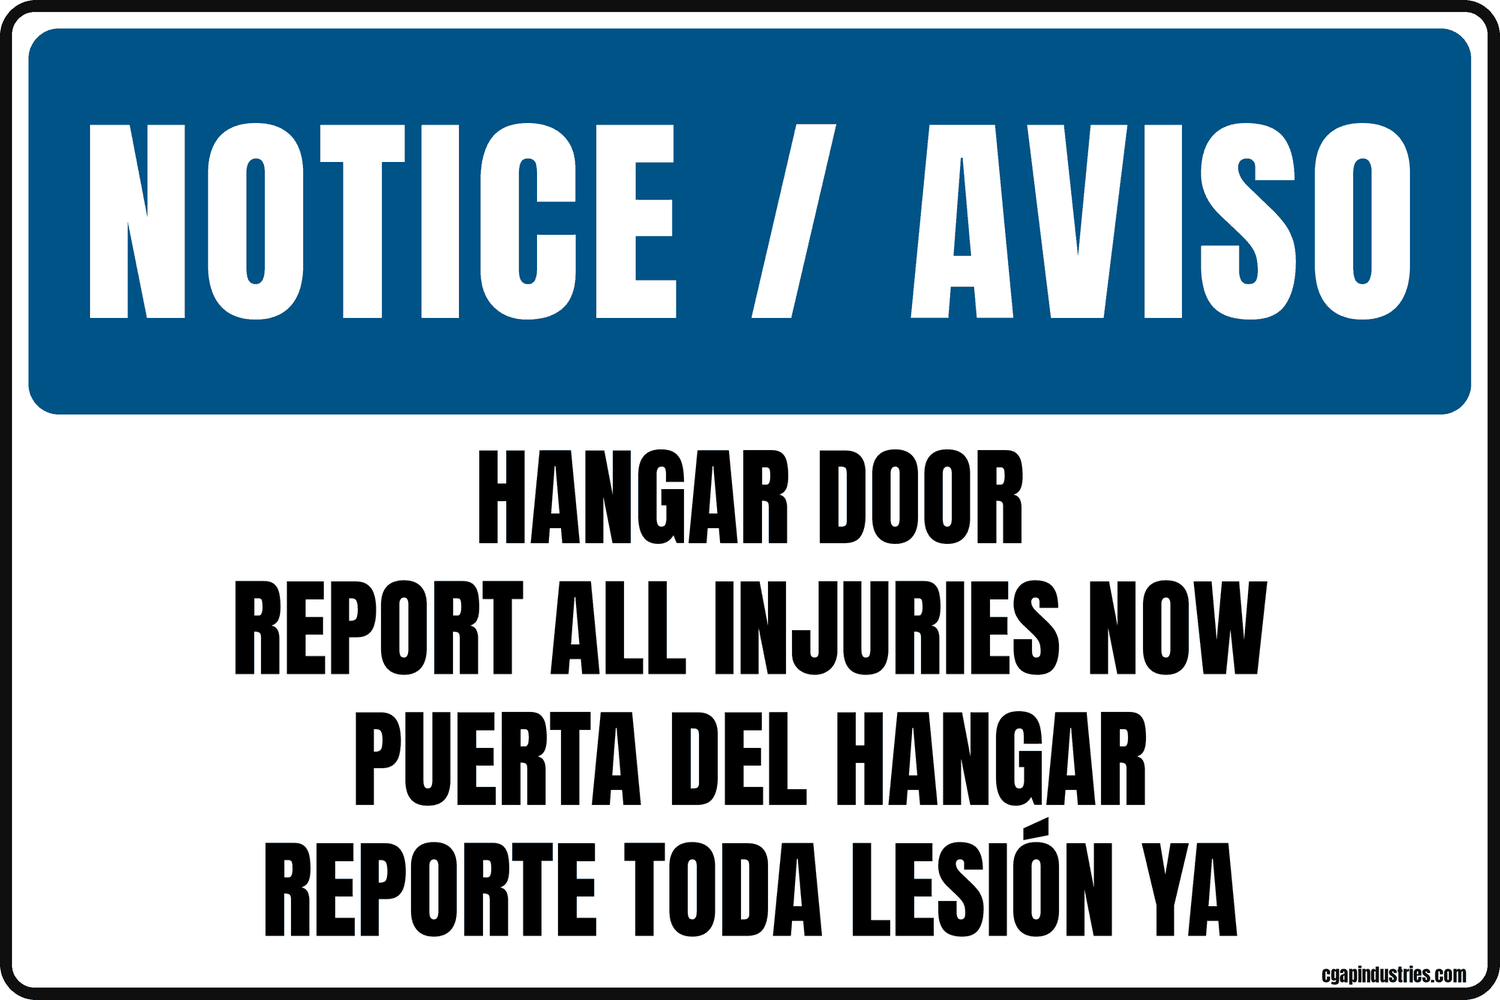 NOTICE / AVISO
HANGAR DOOR
REPORT ALL INJURIES NOW
PUERTA DEL HANGAR
REPORTE TODA LESIÓN YA
cgapindustries.com